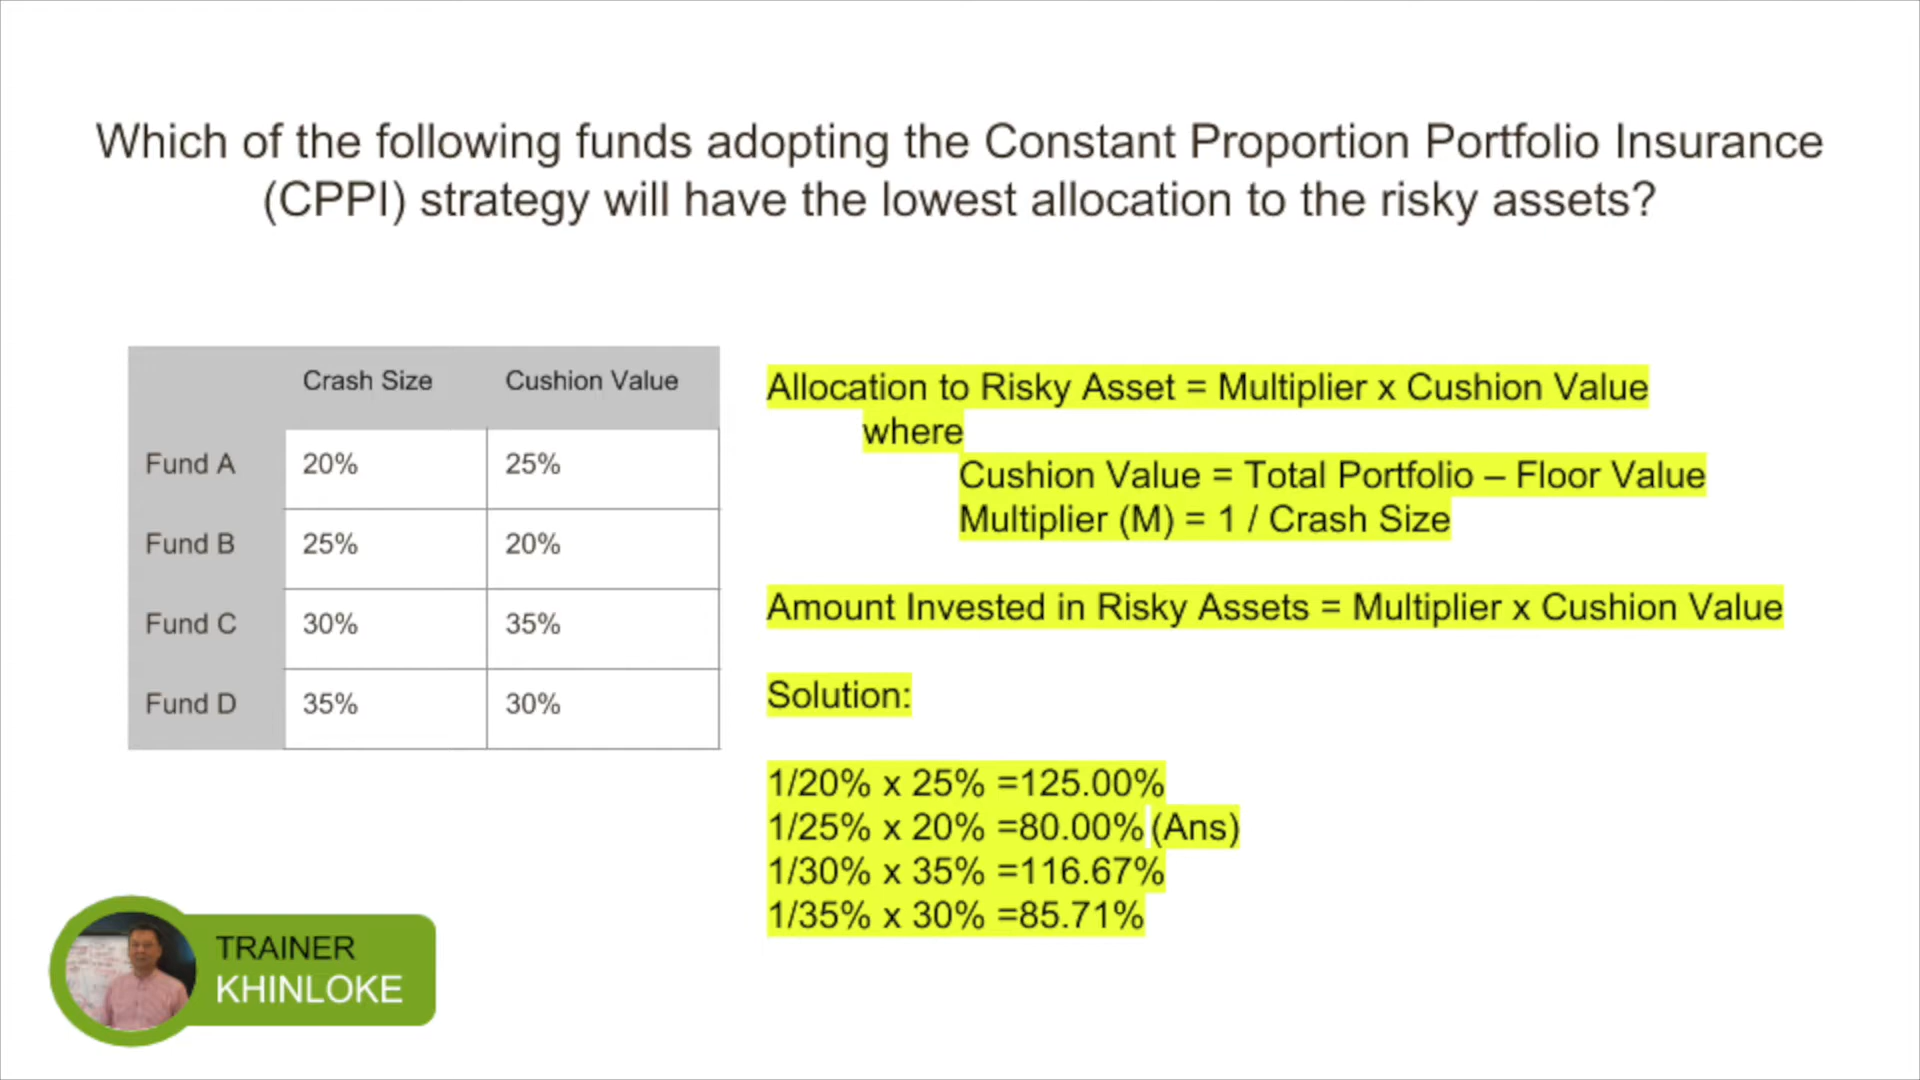 Which of the following funds adopting the Constant Proportion Portfolio Insurance
(CPPI) strategy will have the lowest allocation to the risky assets?
Crash Size Cushion Value
Fund A 20% 25%
Fund B 25% 20%
Fund C 30% 35%
Fund D 35% 30%
Allocation to Risky Asset = Multiplier x Cushion Value
where
Cushion Value = Total Portfolio – Floor Value
Multiplier (M) = 1 / Crash Size
Amount Invested in Risky Assets = Multiplier x Cushion Value
Solution:
1/20% x 25% =125.00%
1/25% x 20% =80.00% (Ans)
1/30% x 35% =116.67%
1/35% x 30% =85.71%
TRAINER
KHINLOKE